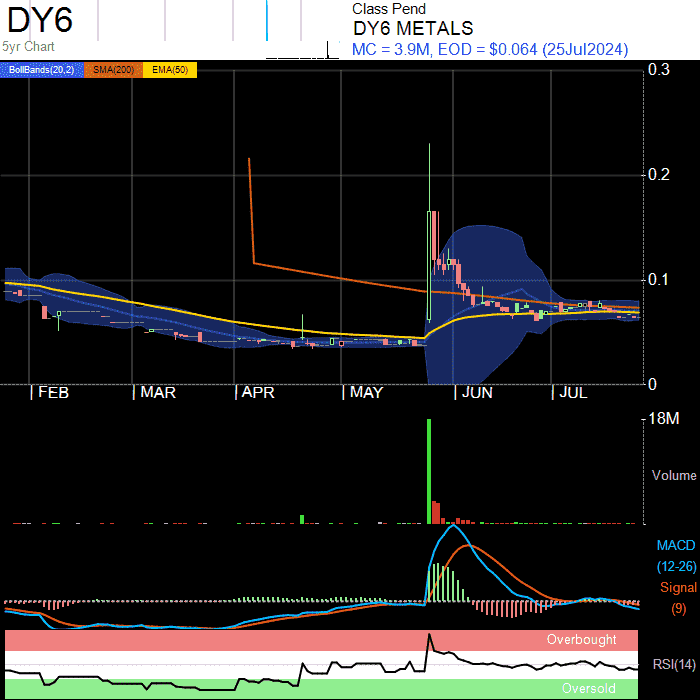 DY6
5yr Chart
Class Pend
DY6 METALS
MC = 3.9M, EOD = $0.064 (25Jul2024)
BollBands(20,2) SMA(200) EMA(50)
0.3
0.2
0.1
0
FEB MAR APR MAY JUN JUL
18M
Volume
MACD
(12-26)
Signal
(9)
Overbought
RSI(14)
Oversold